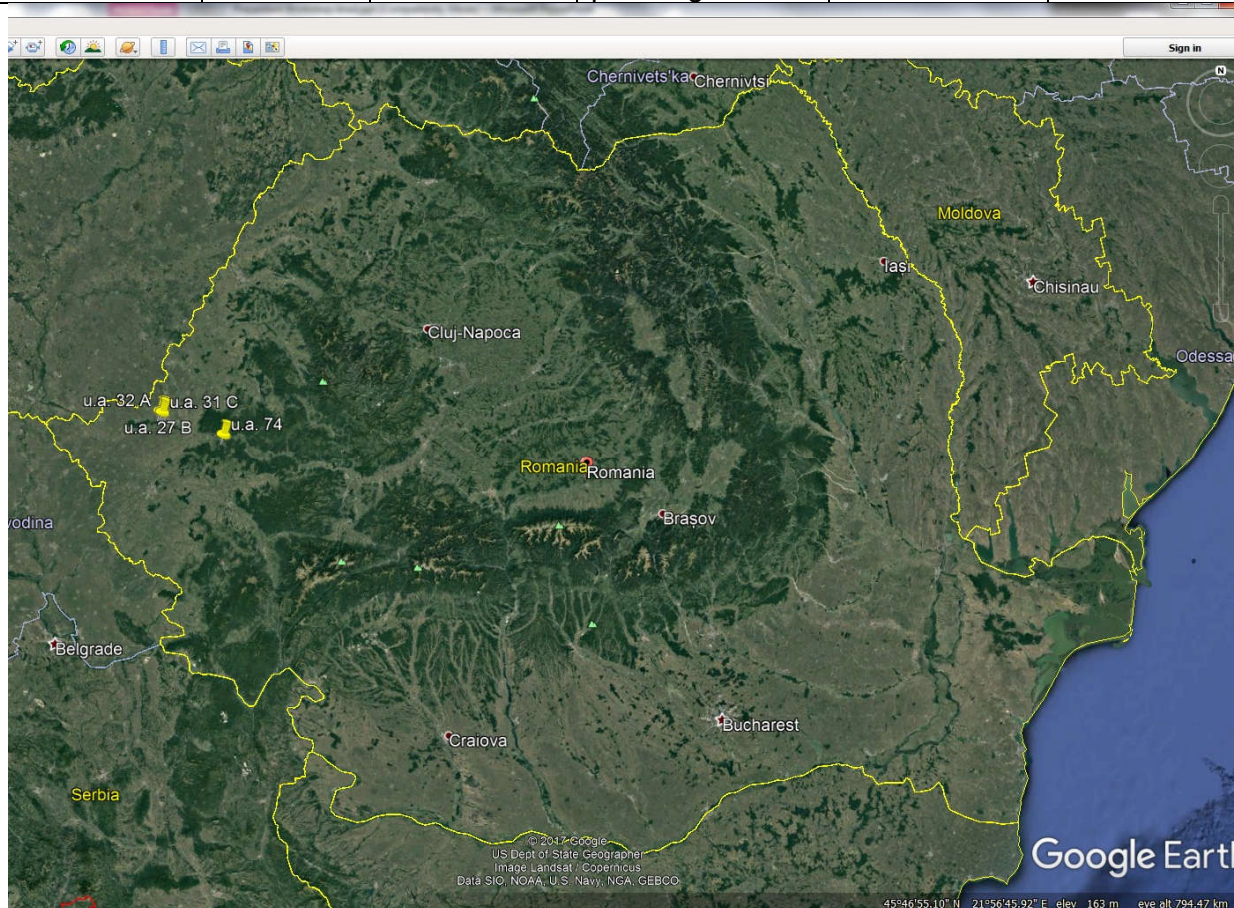 Sign in
N
Chernivets'ka
Chernivtsi
Moldova
Iași
Chisinau
Cluj-Napoca
Odessa
u.a. 32 A
u.a. 31 C
u.a. 27 B
u.a. 74
Romania
Romania
Brașov
vodina
Belgrade
Bucharest
Craiova
Serbia
© 2017 Google
US Dept of State Geographer
Image Landsat / Copernicus
Data SIO, NOAA, U.S. Navy, NGA, GEBCO
Google Eart
45°46'55.10" N 21°56'45.92" E elev 163 m eye alt 794.47 km